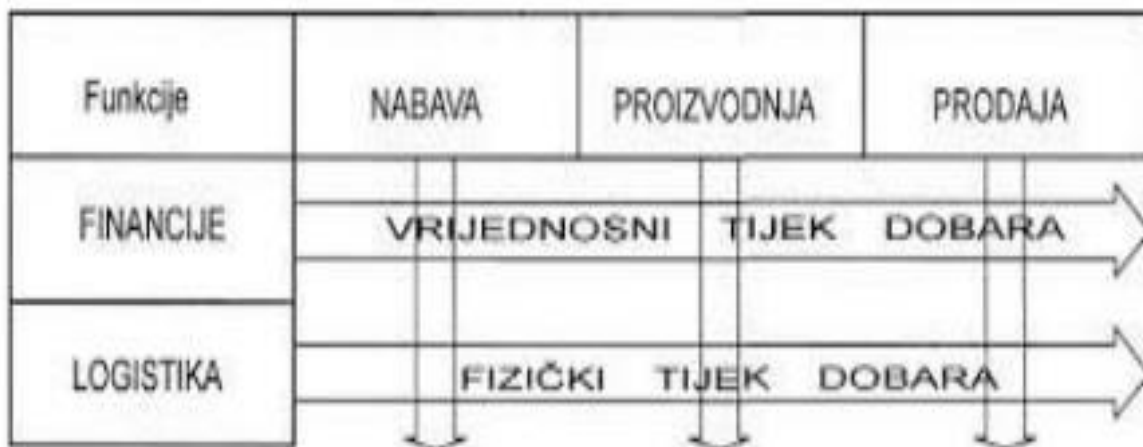 Funkcije NABAVA PROIZVODNJA PRODAJA
FINANCIJE VRIJEDNOSNI TIJEK DOBARA
LOGISTIKA FIZIČKI TIJEK DOBARA